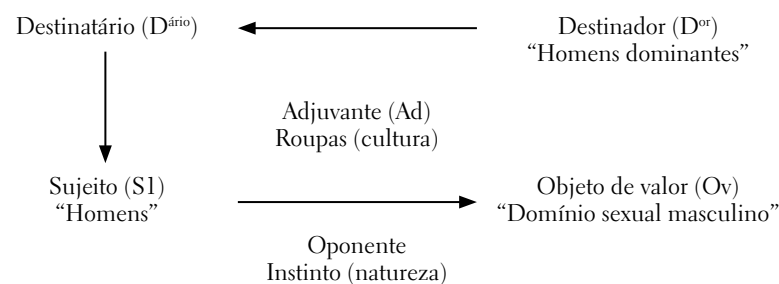 Destinatário (Dário)
Destinador (Dor)
“Homens dominantes”
Adjuvante (Ad)
Roupas (cultura)
Sujeito (S1)
“Homens”
Objeto de valor (Ov)
“Domínio sexual masculino”
Oponente
Instinto (natureza)